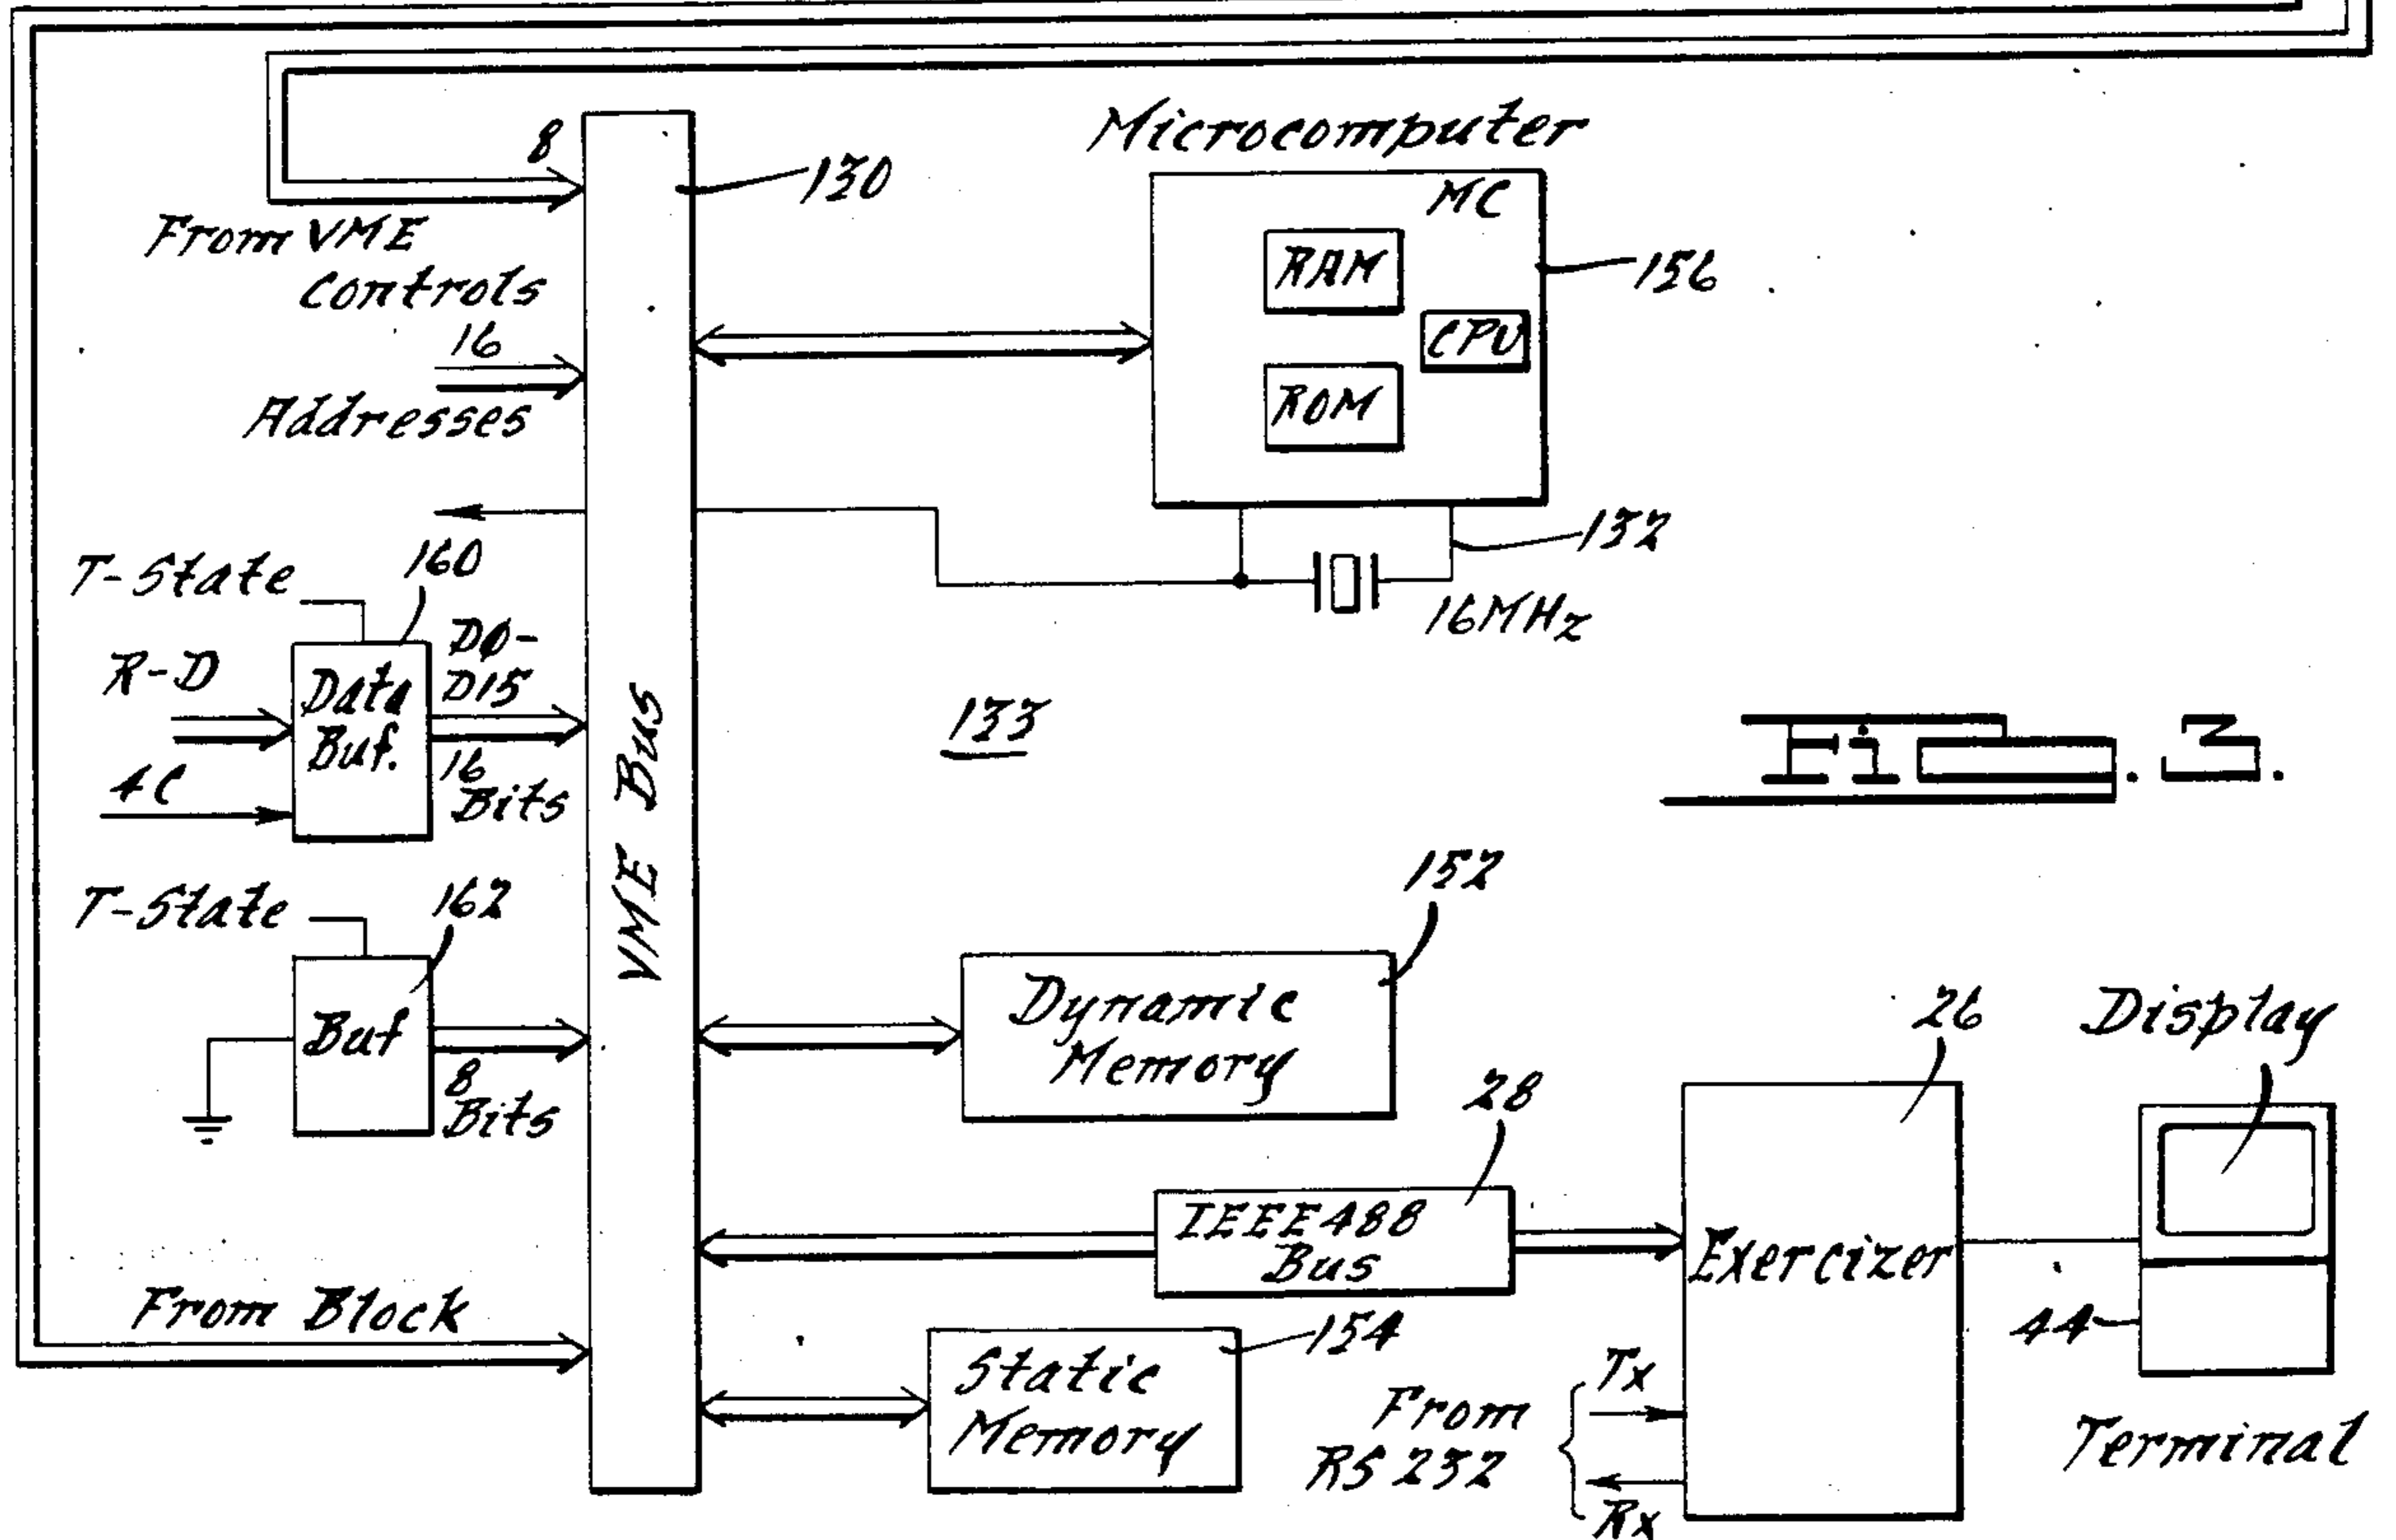 Microcomputer
8
130
MC
From VME
Controls
RAM
156
16
CPU
Addresses
ROM
132
T-State
160
16MHz
R-D
Data
Buf.
DØ-
D15
16
Bits
4C
133
Fig. 3.
VME Bus
152
T-State
162
Buf
8
Bits
Dynamic
Memory
26
Display
28
IEEE488
Bus
Exercizer
From Block
154
Static
Memory
44
From
RS232
Tx
Rx
Terminal